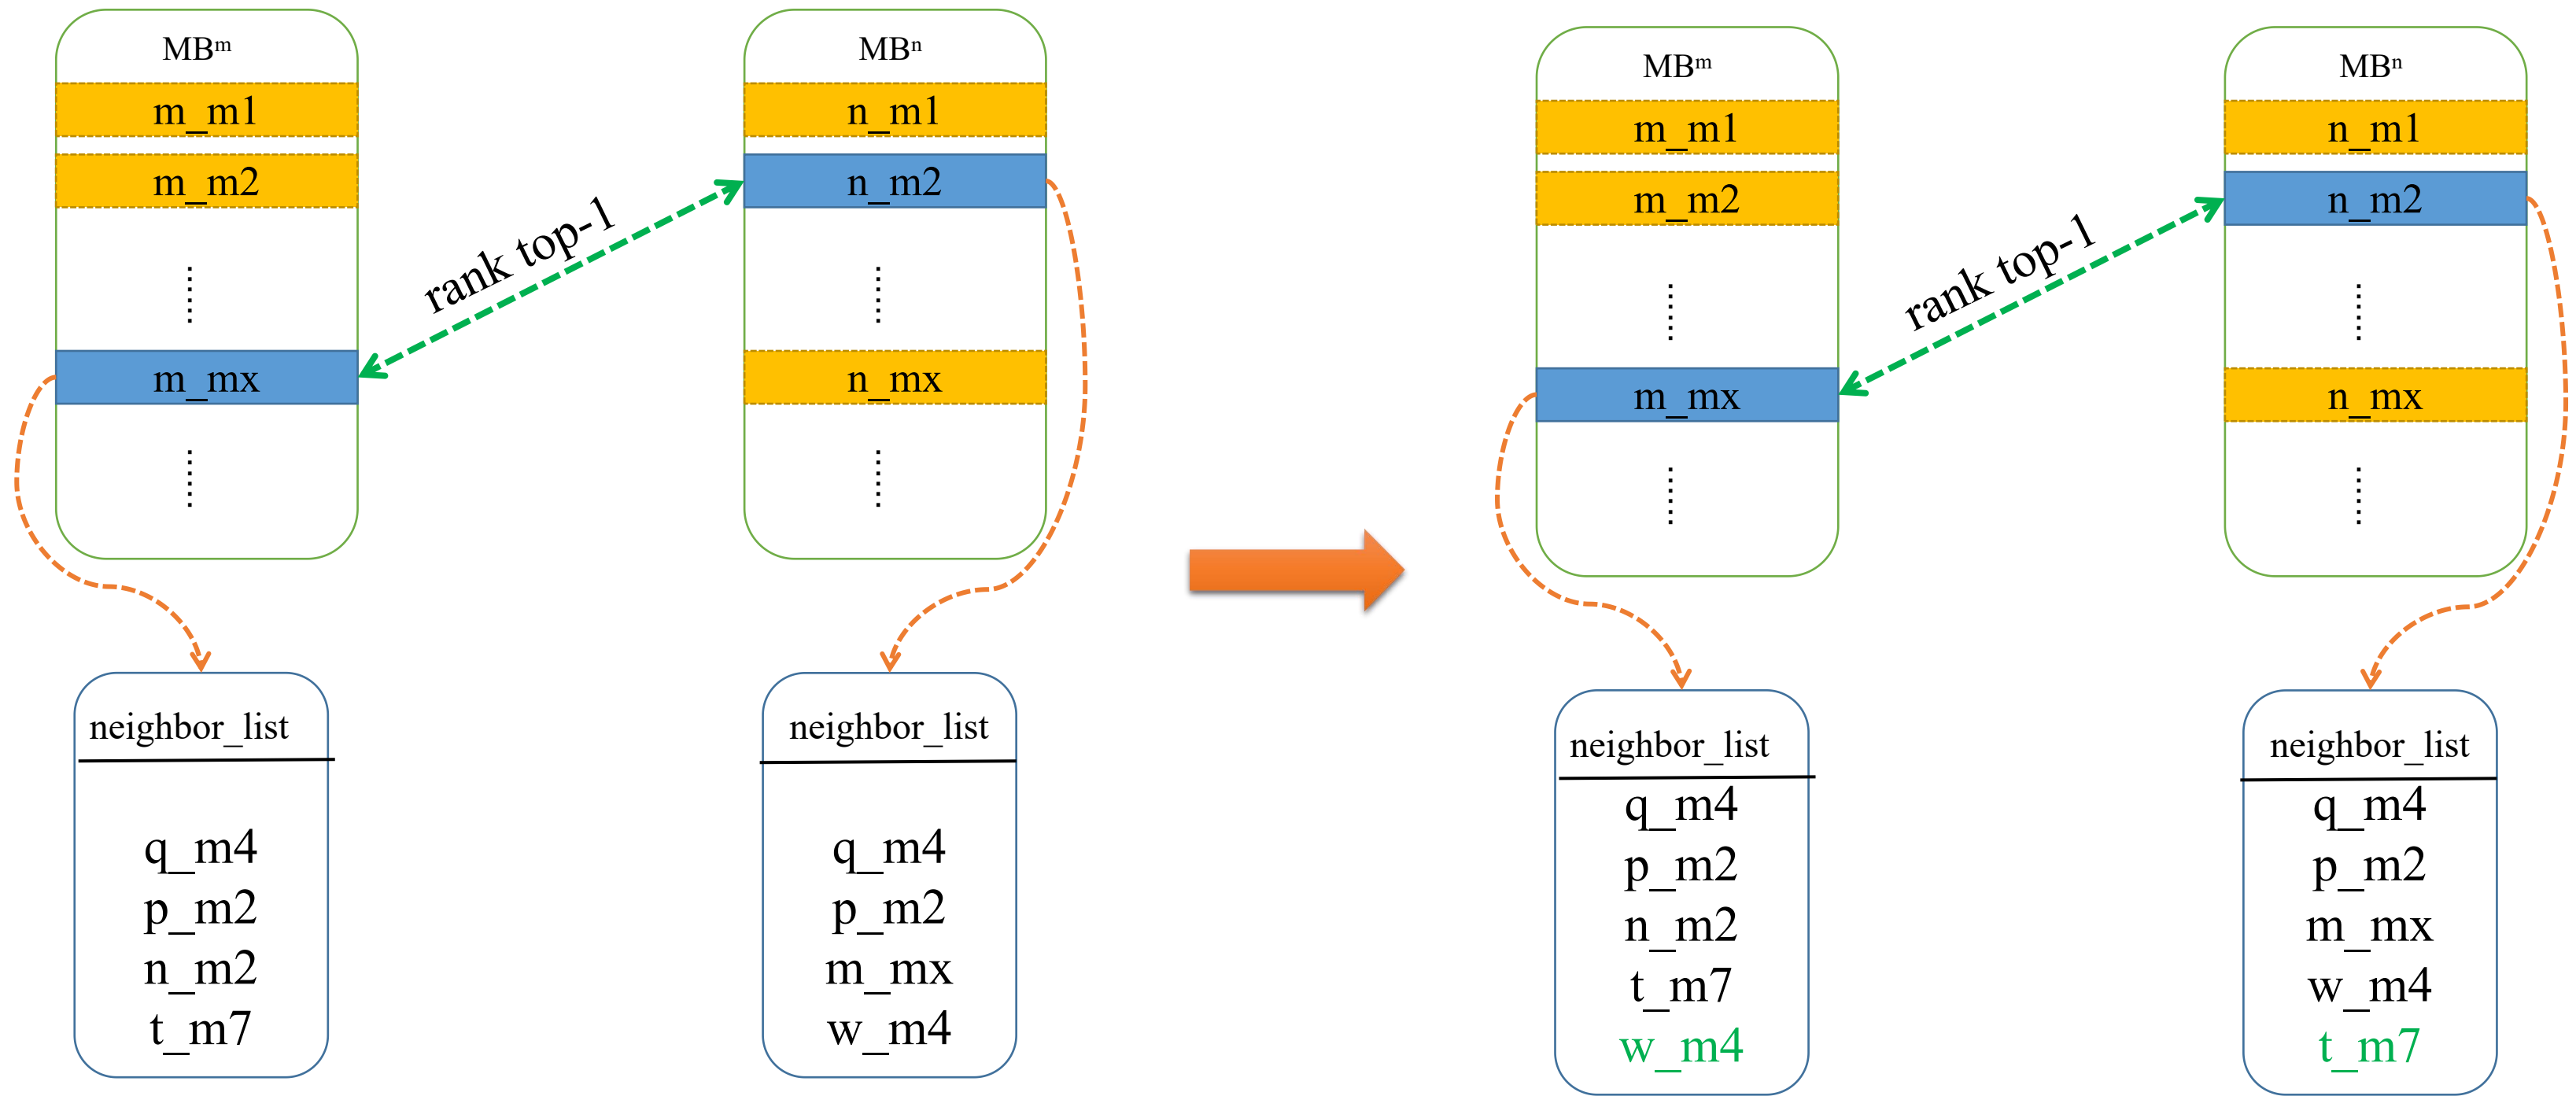 MBᵐ
m_m1
m_m2
m_mx
MBⁿ
n_m1
n_m2
n_mx
rank top-1
neighbor_list
q_m4
p_m2
n_m2
t_m7
neighbor_list
q_m4
p_m2
m_mx
w_m4
MBᵐ
m_m1
m_m2
m_mx
MBⁿ
n_m1
n_m2
n_mx
rank top-1
neighbor_list
q_m4
p_m2
n_m2
t_m7
w_m4
neighbor_list
q_m4
p_m2
m_mx
w_m4
t_m7